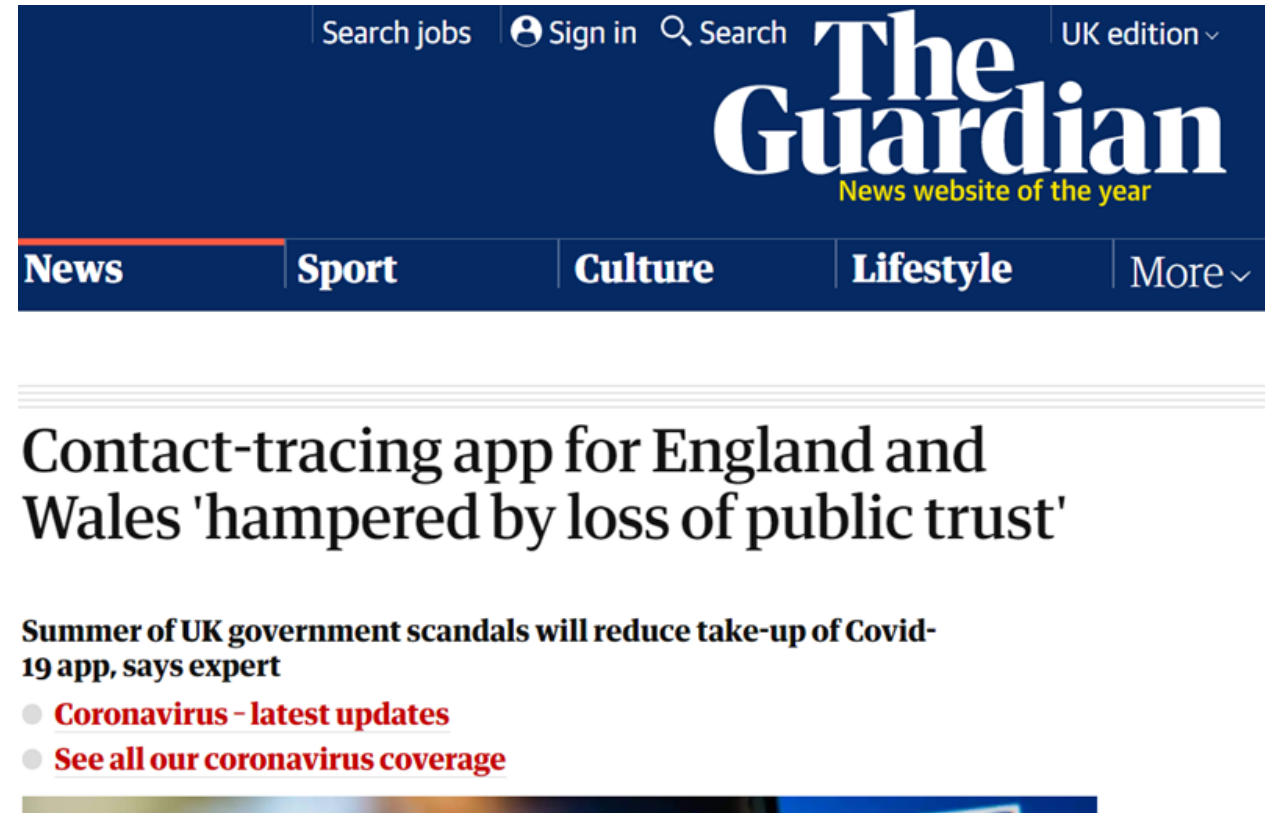 Search jobs Sign in Search UK edition
The
Guardian
News website of the year
News Sport Culture Lifestyle More
Contact-tracing app for England and
Wales 'hampered by loss of public trust'
Summer of UK government scandals will reduce take-up of Covid-
19 app, says expert
Coronavirus – latest updates
See all our coronavirus coverage